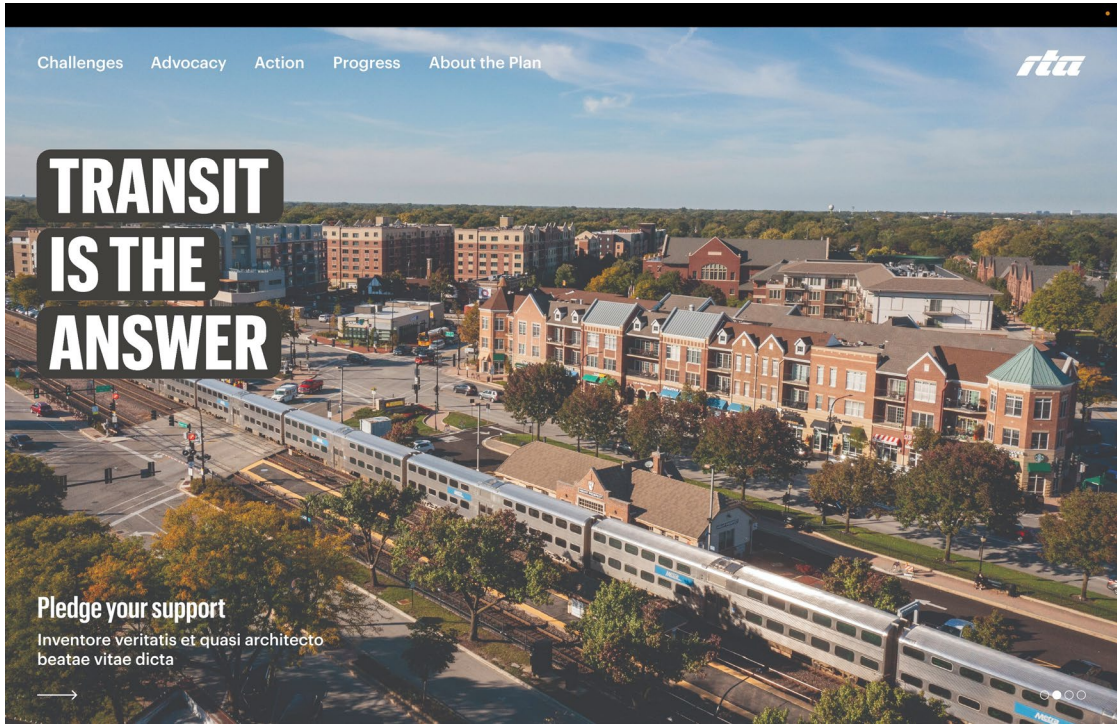 Challenges Advocacy Action Progress About the Plan
rta
TRANSIT
IS THE
ANSWER
Pledge your support
Inventore veritatis et quasi architecto
beatae vitae dicta
Metra